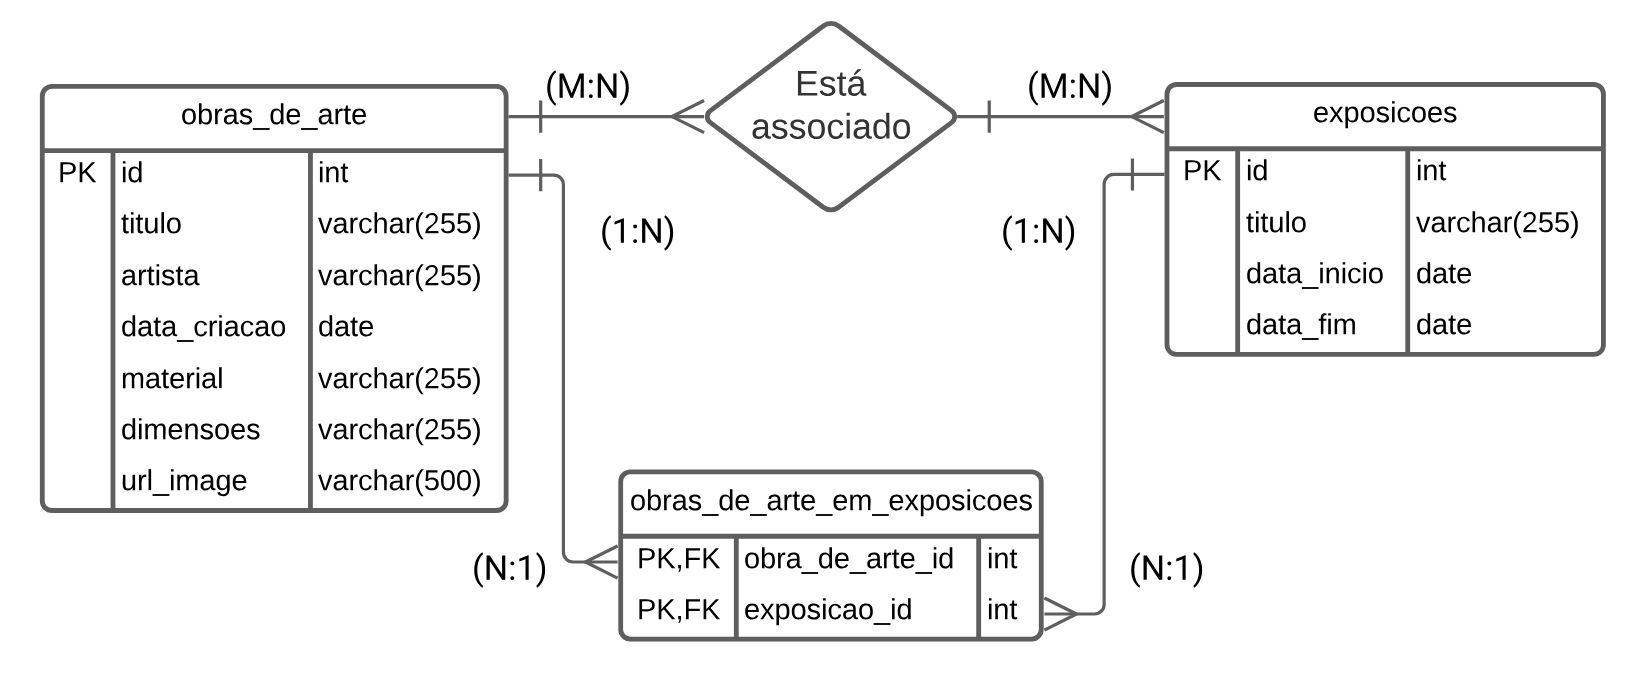 (M:N)
Está
associado
(M:N)
obras_de_arte
PK id int
titulo varchar(255)
artista varchar(255)
data_criacao date
material varchar(255)
dimensoes varchar(255)
url_image varchar(500)
exposicoes
PK id int
titulo varchar(255)
data_inicio date
data_fim date
(1:N)
(1:N)
obras_de_arte_em_exposicoes
PK,FK obra_de_arte_id int
PK,FK exposicao_id int
(N:1)
(N:1)